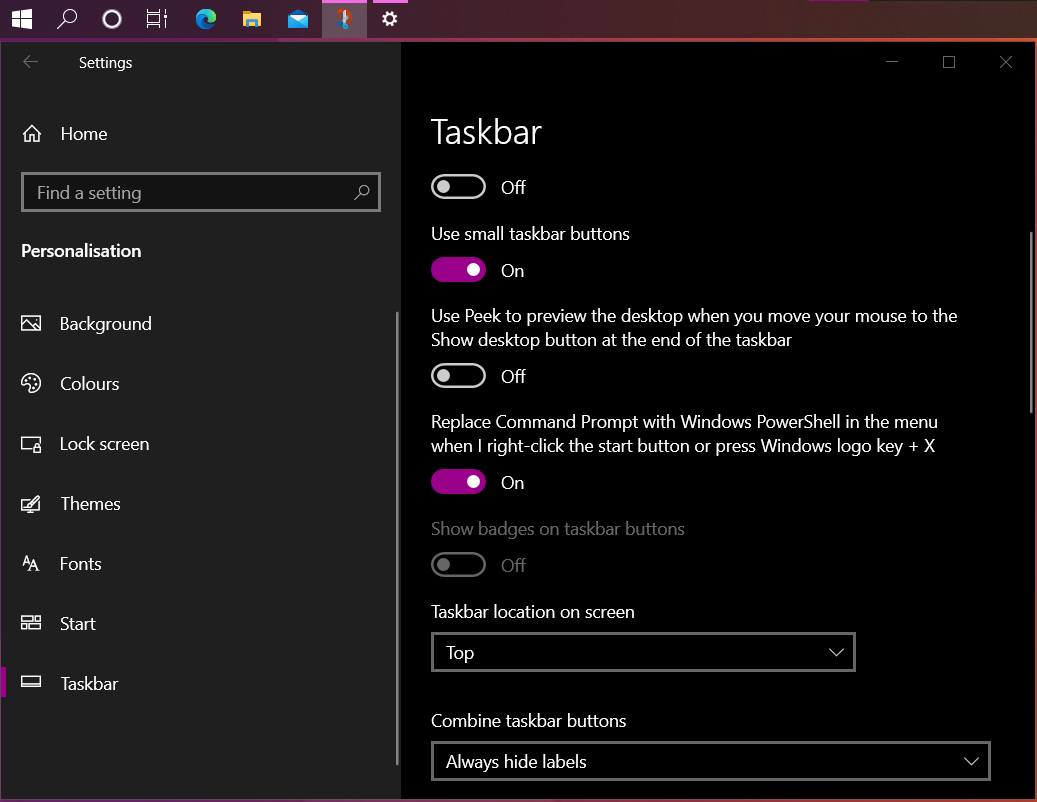 Settings
Home
Find a setting
Personalisation
Background
Colours
Lock screen
Themes
Fonts
Start
Taskbar
Taskbar
Off
Use small taskbar buttons
On
Use Peek to preview the desktop when you move your mouse to the
Show desktop button at the end of the taskbar
Off
Replace Command Prompt with Windows PowerShell in the menu
when I right-click the start button or press Windows logo key + X
On
Show badges on taskbar buttons
Off
Taskbar location on screen
Top
Combine taskbar buttons
Always hide labels